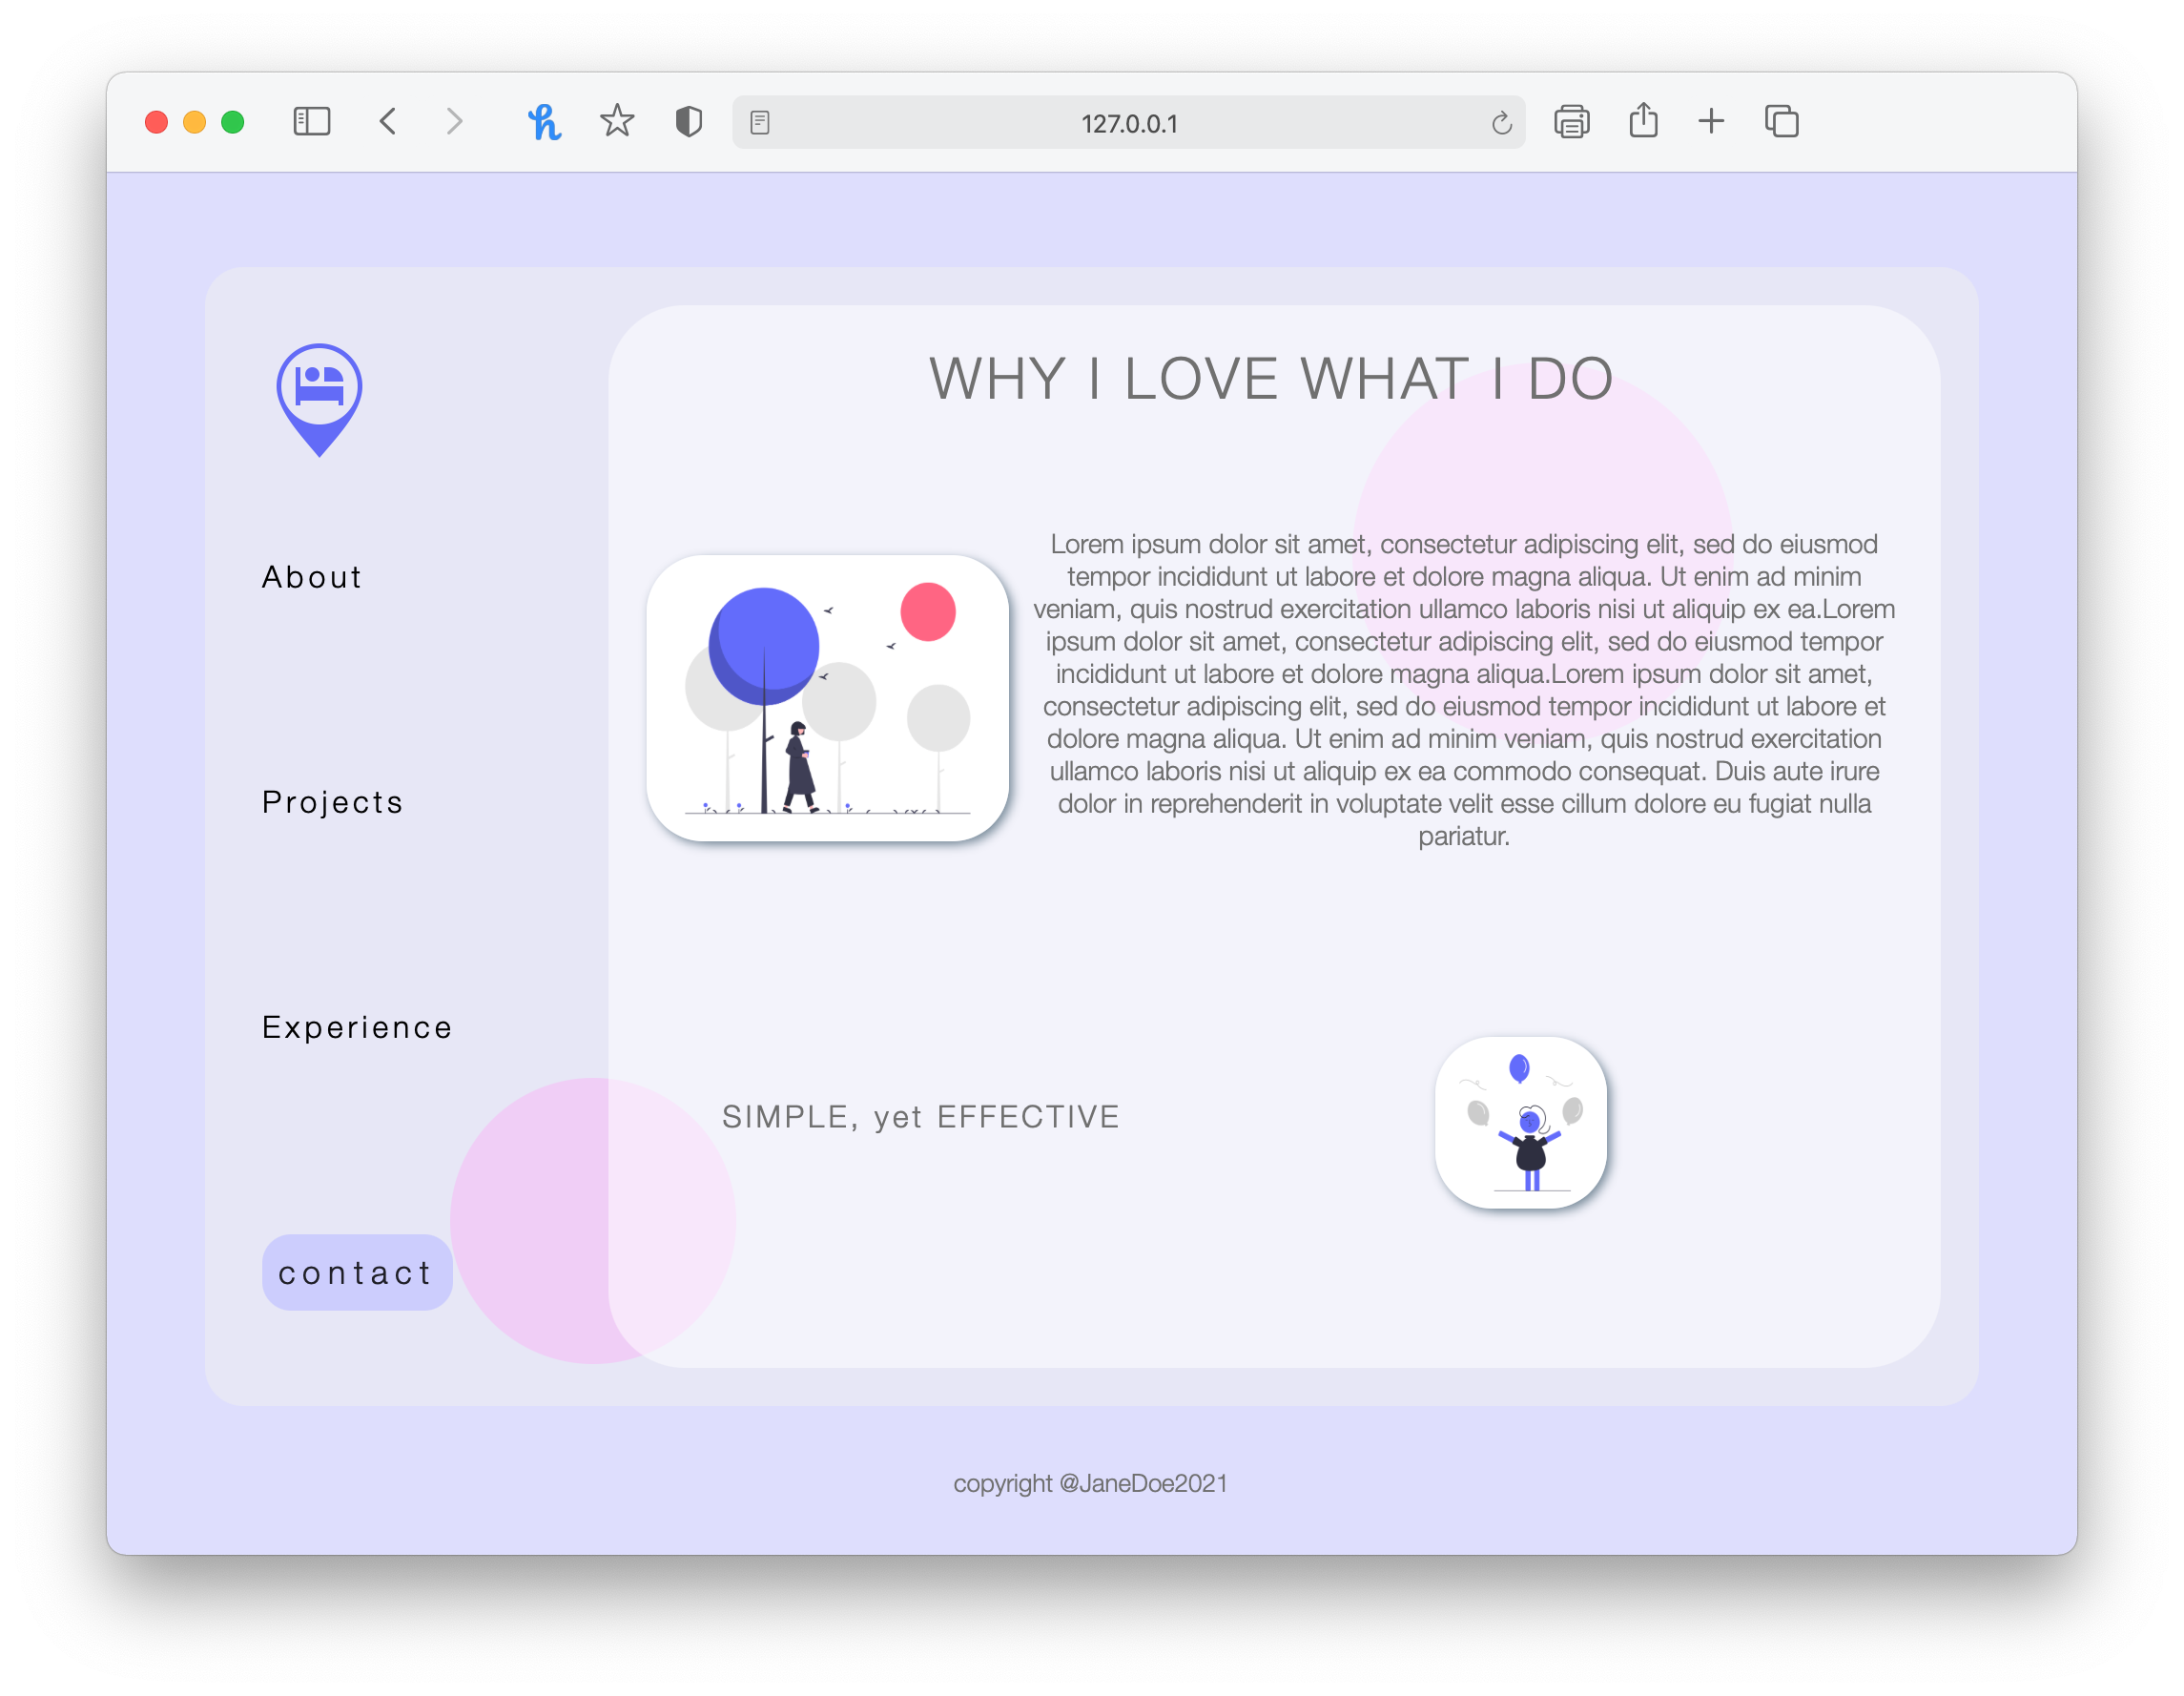 127.0.0.1
WHY I LOVE WHAT I DO
About
Projects
Experience
contact
Lorem ipsum dolor sit amet, consectetur adipiscing elit, sed do eiusmod
tempor incididunt ut labore et dolore magna aliqua. Ut enim ad minim
veniam, quis nostrud exercitation ullamco laboris nisi ut aliquip ex ea.Lorem
ipsum dolor sit amet, consectetur adipiscing elit, sed do eiusmod tempor
incididunt ut labore et dolore magna aliqua.Lorem ipsum dolor sit amet,
consectetur adipiscing elit, sed do eiusmod tempor incididunt ut labore et
dolore magna aliqua. Ut enim ad minim veniam, quis nostrud exercitation
ullamco laboris nisi ut aliquip ex ea commodo consequat. Duis aute irure
dolor in reprehenderit in voluptate velit esse cillum dolore eu fugiat nulla
pariatur.
SIMPLE, yet EFFECTIVE
copyright @JaneDoe2021